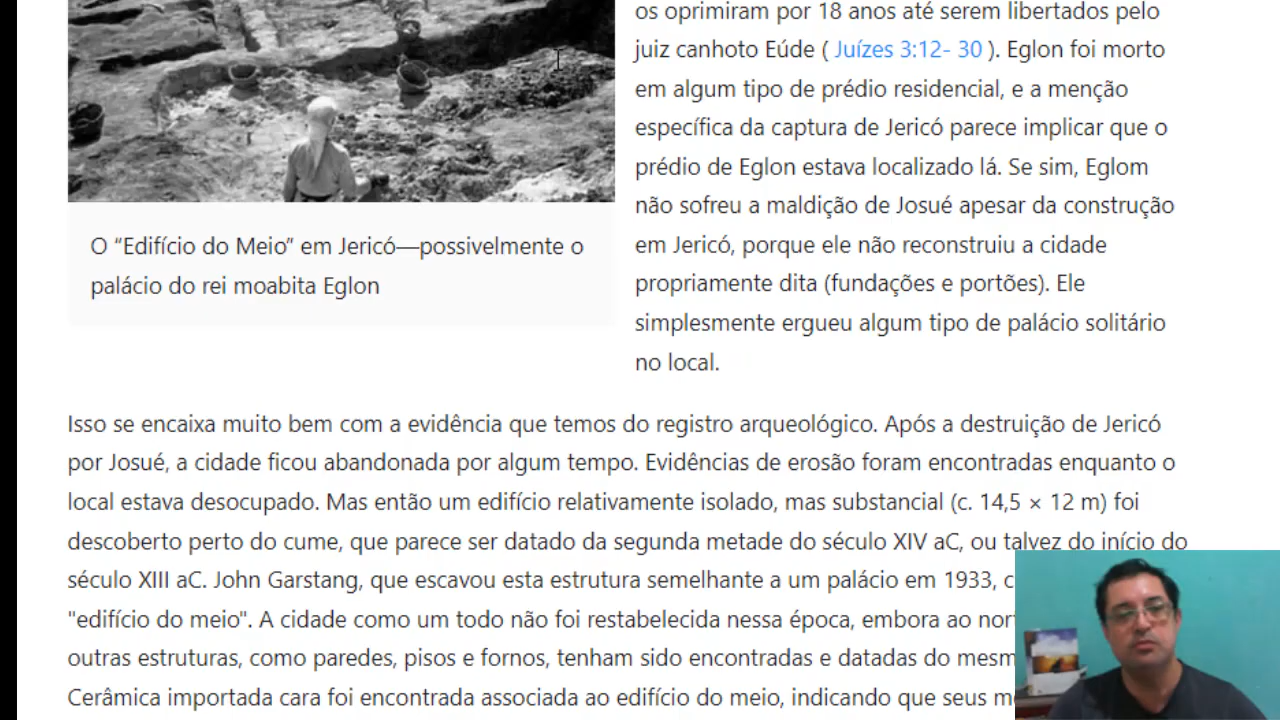 O “Edifício do Meio” em Jericó—possivelmente o
palácio do rei moabita Eglon
os oprimiram por 18 anos até serem libertados pelo
juiz canhoto Eúde ( Juízes 3:12- 30 ). Eglon foi morto
em algum tipo de prédio residencial, e a menção
específica da captura de Jericó parece implicar que o
prédio de Eglon estava localizado lá. Se sim, Eglom
não sofreu a maldição de Josué apesar da construção
em Jericó, porque ele não reconstruiu a cidade
propriamente dita (fundações e portões). Ele
simplesmente ergueu algum tipo de palácio solitário
no local.
Isso se encaixa muito bem com a evidência que temos do registro arqueológico. Após a destruição de Jericó
por Josué, a cidade ficou abandonada por algum tempo. Evidências de erosão foram encontradas enquanto o
local estava desocupado. Mas então um edifício relativamente isolado, mas substancial (c. 14,5 × 12 m) foi
descoberto perto do cume, que parece ser datado da segunda metade do século XIV aC, ou talvez do início do
século XIII aC. John Garstang, que escavou esta estrutura semelhante a um palácio em 1933,
"edifício do meio". A cidade como um todo não foi restabelecida nessa época, embora ao
outras estruturas, como paredes, pisos e fornos, tenham sido encontradas e datadas do
Cerâmica importada cara foi encontrada associada ao edifício do meio, indicando que seus